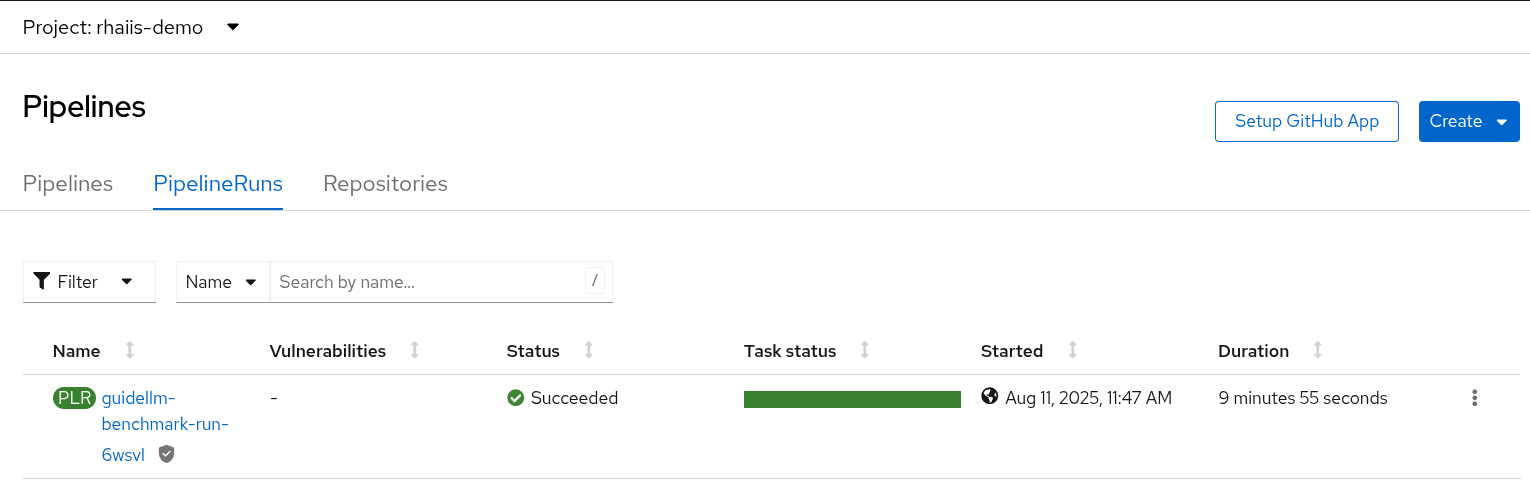 Project: rhaiis-demo
Pipelines
Setup GitHub App
Create
Pipelines PipelineRuns Repositories
Filter Name Search by name... /
Name Vulnerabilities Status Task status Started Duration
PLR guidellm- - Succeeded Aug 11, 2025, 11:47 AM 9 minutes 55 seconds
benchmark-run-
6wsvl